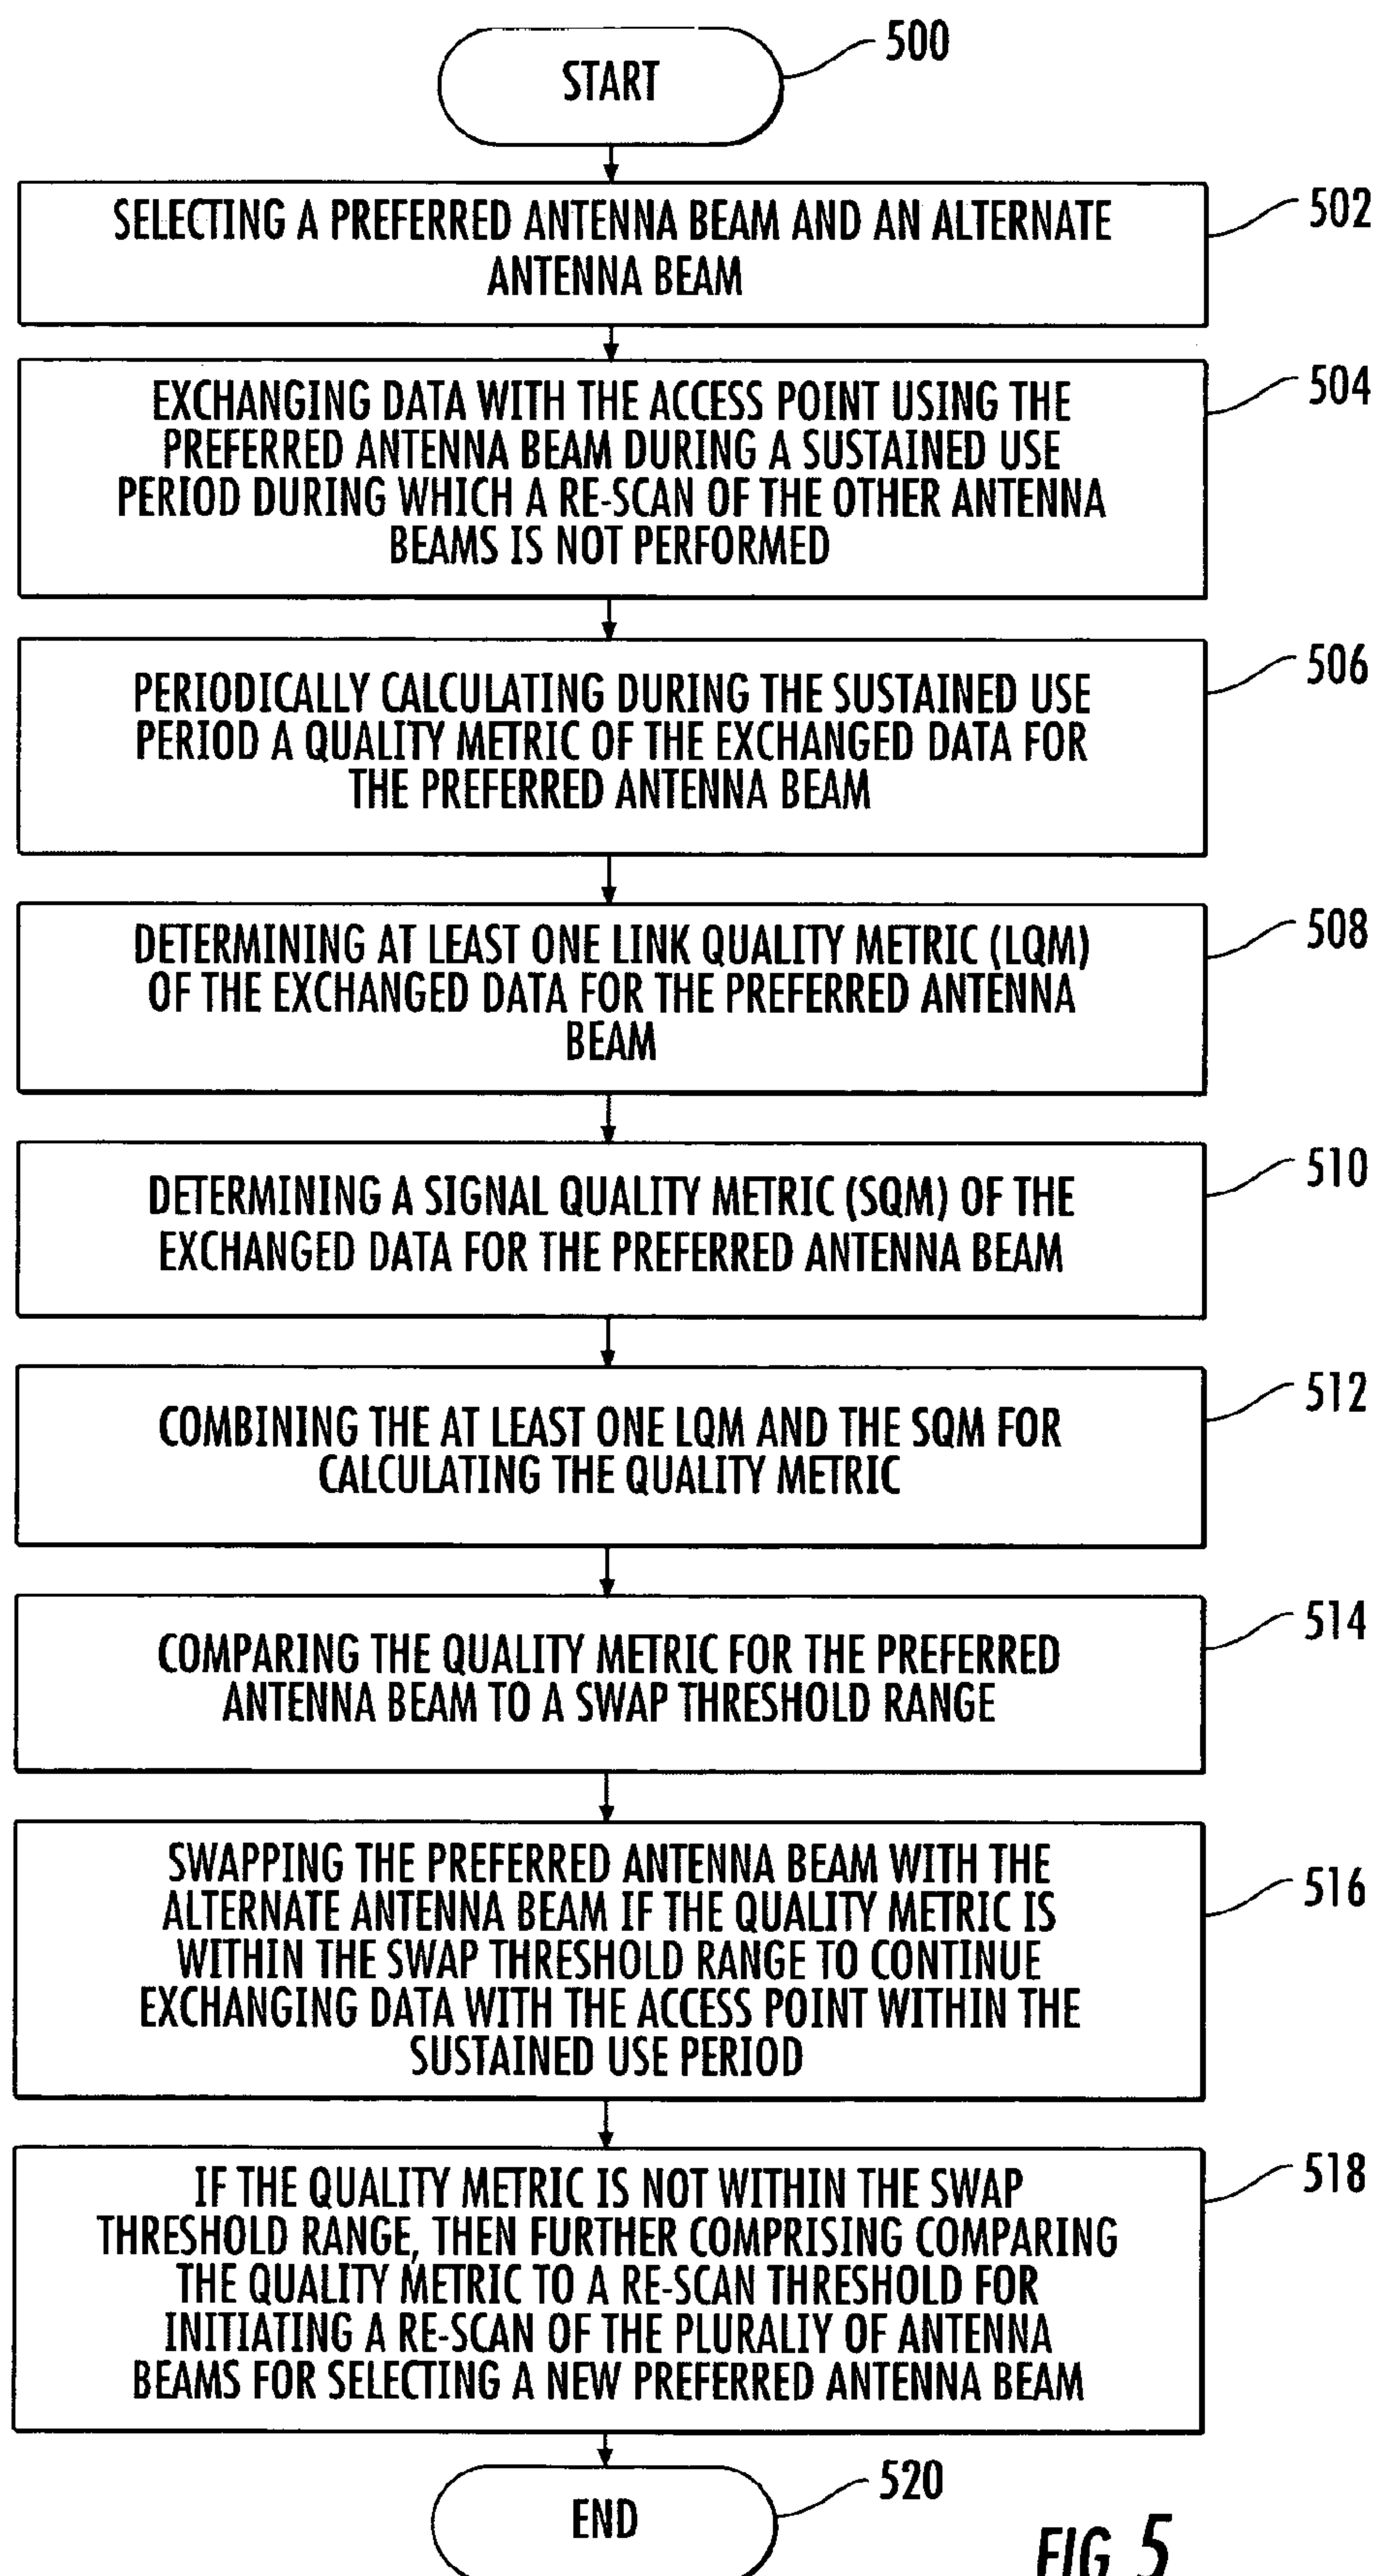 START
500
SELECTING A PREFERRED ANTENNA BEAM AND AN ALTERNATE
ANTENNA BEAM
502
EXCHANGING DATA WITH THE ACCESS POINT USING THE
PREFERRED ANTENNA BEAM DURING A SUSTAINED USE
PERIOD DURING WHICH A RE-SCAN OF THE OTHER ANTENNA
BEAMS IS NOT PERFORMED
504
PERIODICALLY CALCULATING DURING THE SUSTAINED USE
PERIOD A QUALITY METRIC OF THE EXCHANGED DATA FOR
THE PREFERRED ANTENNA BEAM
506
DETERMINING AT LEAST ONE LINK QUALITY METRIC (LQM)
OF THE EXCHANGED DATA FOR THE PREFERRED ANTENNA
BEAM
508
DETERMINING A SIGNAL QUALITY METRIC (SQM) OF THE
EXCHANGED DATA FOR THE PREFERRED ANTENNA BEAM
510
COMBINING THE AT LEAST ONE LQM AND THE SQM FOR
CALCULATING THE QUALITY METRIC
512
COMPARING THE QUALITY METRIC FOR THE PREFERRED
ANTENNA BEAM TO A SWAP THRESHOLD RANGE
514
SWAPPING THE PREFERRED ANTENNA BEAM WITH THE
ALTERNATE ANTENNA BEAM IF THE QUALITY METRIC IS
WITHIN THE SWAP THRESHOLD RANGE TO CONTINUE
EXCHANGING DATA WITH THE ACCESS POINT WITHIN THE
SUSTAINED USE PERIOD
516
IF THE QUALITY METRIC IS NOT WITHIN THE SWAP
THRESHOLD RANGE, THEN FURTHER COMPRISING COMPARING
THE QUALITY METRIC TO A RE-SCAN THRESHOLD FOR
INITIATING A RE-SCAN OF THE PLURALIY OF ANTENNA
BEAMS FOR SELECTING A NEW PREFERRED ANTENNA BEAM
518
END
520
FIG 5